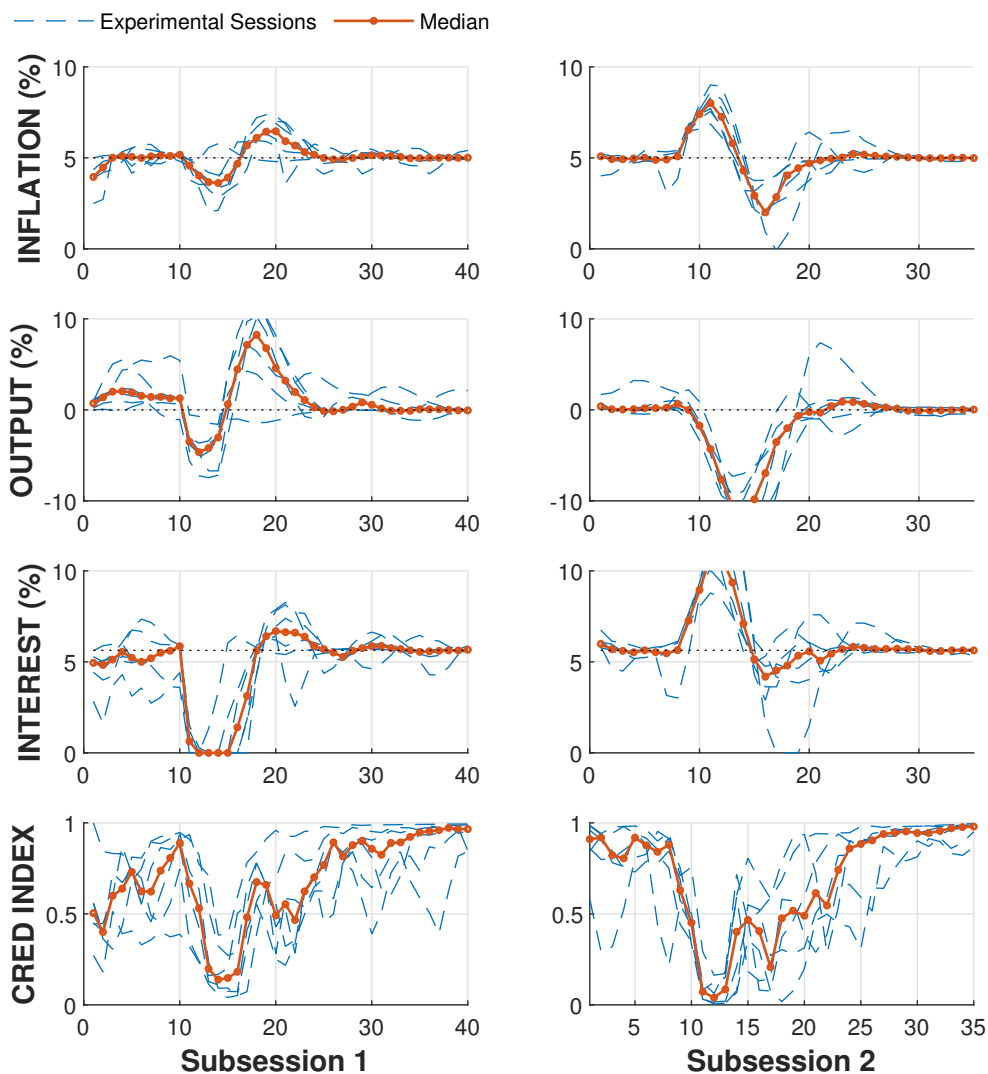 Experimental Sessions Median
INFLATION (%)
10
5
0
0 10 20 30 40
10
5
0
0 10 20 30
OUTPUT (%)
10
0
-10
0 10 20 30 40
10
0
-10
0 10 20 30
INTEREST (%)
10
5
0
0 10 20 30 40
10
5
0
0 10 20 30
CRED INDEX
1
0.5
0
0 10 20 30 40
Subsession 1
1
0.5
0
5 10 15 20 25 30 35
Subsession 2